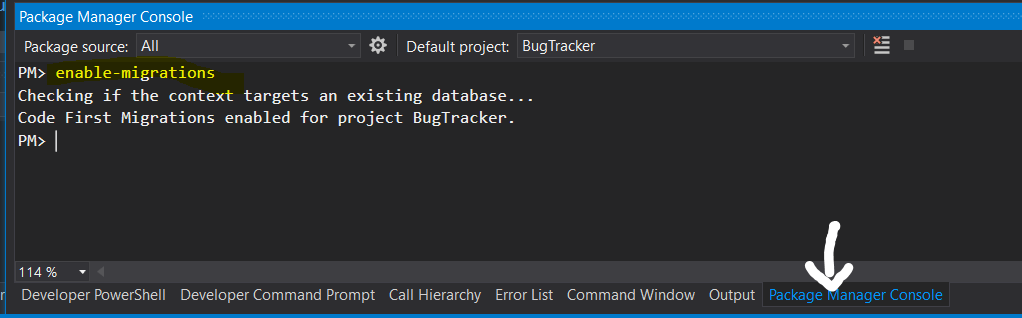 Package Manager Console
Package source: All Default project: BugTracker
PM> enable-migrations
Checking if the context targets an existing database...
Code First Migrations enabled for project BugTracker.
PM>
114 %
Developer PowerShell Developer Command Prompt Call Hierarchy Error List Command Window Output Package Manager Console